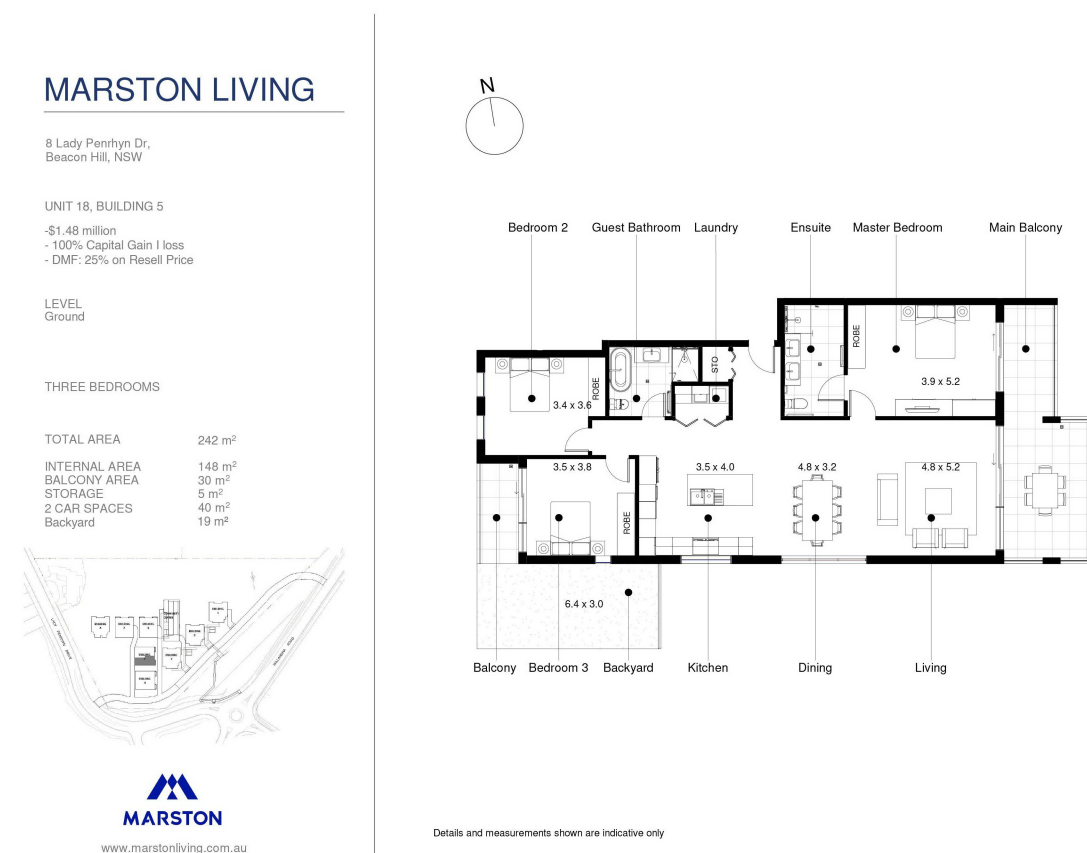 MARSTON LIVING
8 Lady Penrhyn Dr,
Beacon Hill, NSW
UNIT 18, BUILDING 5
-$1.48 million
- 100% Capital Gain I loss
- DMF: 25% on Resell Price
LEVEL
Ground
THREE BEDROOMS
TOTAL AREA 242 m²
INTERNAL AREA 148 m²
BALCONY AREA 30 m²
STORAGE 5 m²
2 CAR SPACES 40 m²
Backyard 19 m²
MARSTON
www.marstonliving.com.au
N
Bedroom 2 Guest Bathroom Laundry Ensuite Master Bedroom Main Balcony
ROBE
STO
3.9 x 5.2
ROBE
3.4 x 3.6
3.5 x 3.8 3.5 x 4.0 4.8 x 3.2 4.8 x 5.2
ROBE
6.4 x 3.0
Balcony Bedroom 3 Backyard Kitchen Dining Living
Details and measurements shown are indicative only